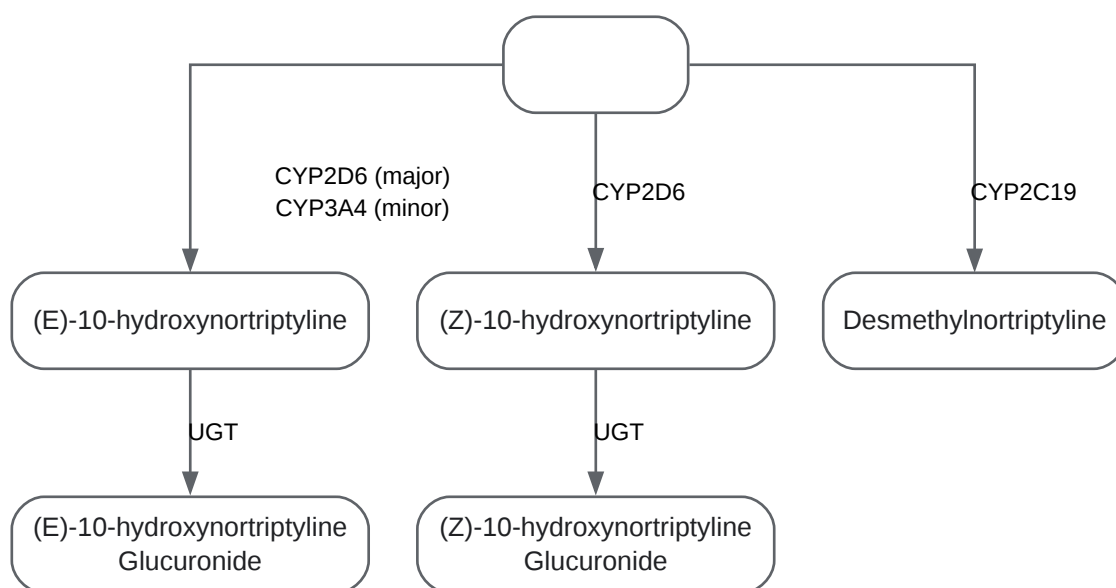 CYP2D6 (major)
CYP3A4 (minor)
CYP2D6
CYP2C19
(E)-10-hydroxynortriptyline
(Z)-10-hydroxynortriptyline
Desmethylnortriptyline
UGT
UGT
(E)-10-hydroxynortriptyline
Glucuronide
(Z)-10-hydroxynortriptyline
Glucuronide